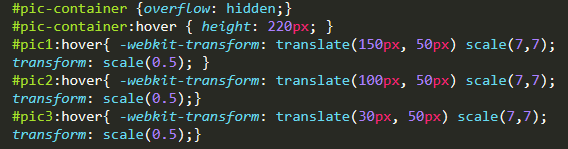 #pic-container {overflow: hidden;}
#pic-container:hover { height: 220px; }
#pic1:hover{ -webkit-transform: translate(150px, 50px) scale(7,7);
transform: scale(0.5); }
#pic2:hover{ -webkit-transform: translate(100px, 50px) scale(7,7);
transform: scale(0.5);}
#pic3:hover{ -webkit-transform: translate(30px, 50px) scale(7,7);
transform: scale(0.5);}